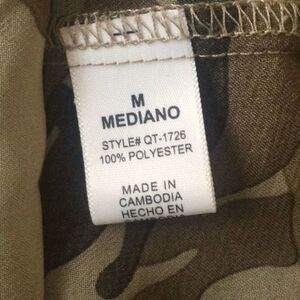 M
MEDIANO
STYLE# QT-1726
100% POLYESTER
MADE IN
CAMBODIA
HECHO EN